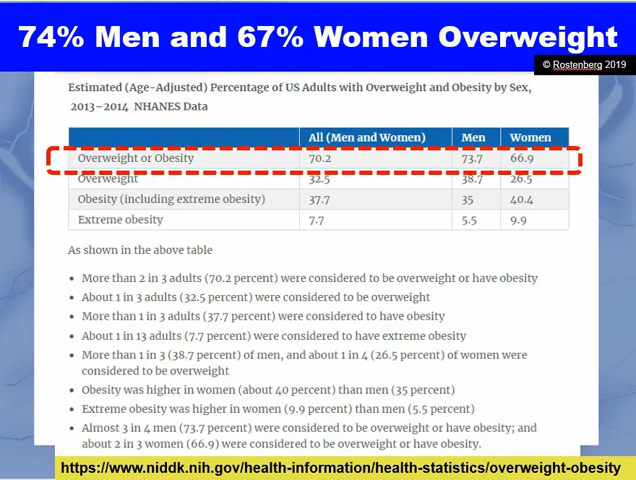 74% Men and 67% Women Overweight
© Rostenberg 2019
Estimated (Age-Adjusted) Percentage of US Adults with Overweight and Obesity by Sex,
2013–2014 NHANES Data
All (Men and Women) Men Women
Overweight or Obesity 70.2 73.7 66.9
Overweight 32.5 38.7 26.5
Obesity (including extreme obesity) 37.7 35 40.4
Extreme obesity 7.7 5.5 9.9
As shown in the above table
• More than 2 in 3 adults (70.2 percent) were considered to be overweight or have obesity
• About 1 in 3 adults (32.5 percent) were considered to be overweight
• More than 1 in 3 adults (37.7 percent) were considered to have obesity
• About 1 in 13 adults (7.7 percent) were considered to have extreme obesity
• More than 1 in 3 (38.7 percent) of men, and about 1 in 4 (26.5 percent) of women were
considered to be overweight
• Obesity was higher in women (about 40 percent) than men (35 percent)
• Extreme obesity was higher in women (9.9 percent) than men (5.5 percent)
• Almost 3 in 4 men (73.7 percent) were considered to be overweight or have obesity; and
about 2 in 3 women (66.9) were considered to be overweight or have obesity.
https://www.niddk.nih.gov/health-information/health-statistics/overweight-obesity